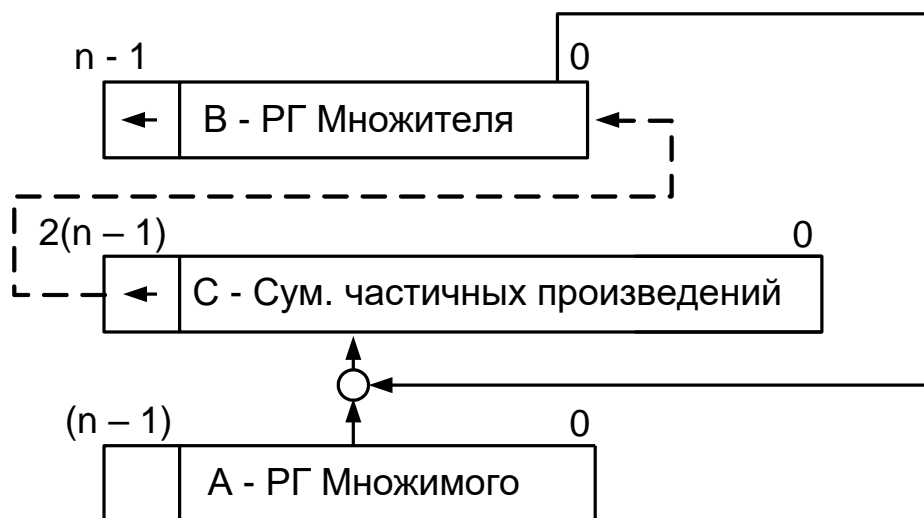 n - 1
0
В - РГ Множителя
2(n – 1)
0
С - Сум. частичных произведений
(n – 1)
0
А - РГ Множимого